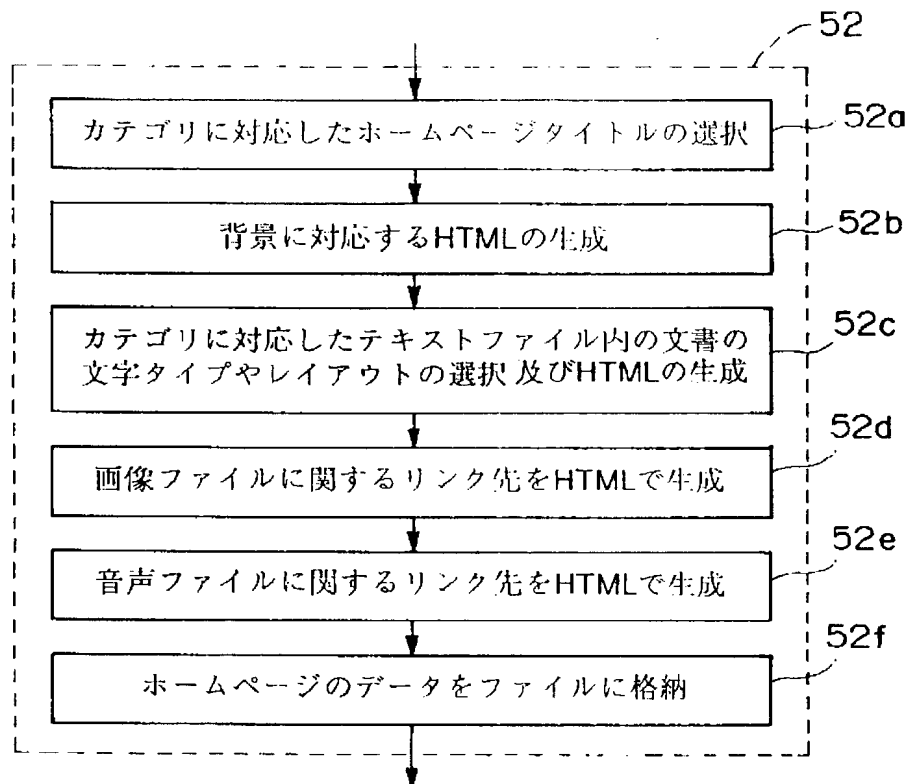 52
カテゴリに対応したホームページタイトルの選択
52a
背景に対応するHTMLの生成
52b
カテゴリに対応したテキストファイル内の文書の
文字タイプやレイアウトの選択及びHTMLの生成
52c
画像ファイルに関するリンク先をHTMLで生成
52d
音声ファイルに関するリンク先をHTMLで生成
52e
ホームページのデータをファイルに格納
52f